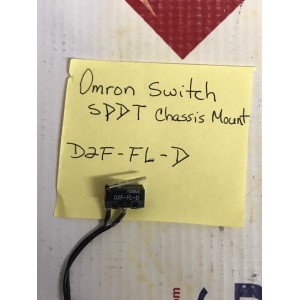 Omron Switch
SPDT Chassis Mount
D2F-FL-D
D2F-FL-D